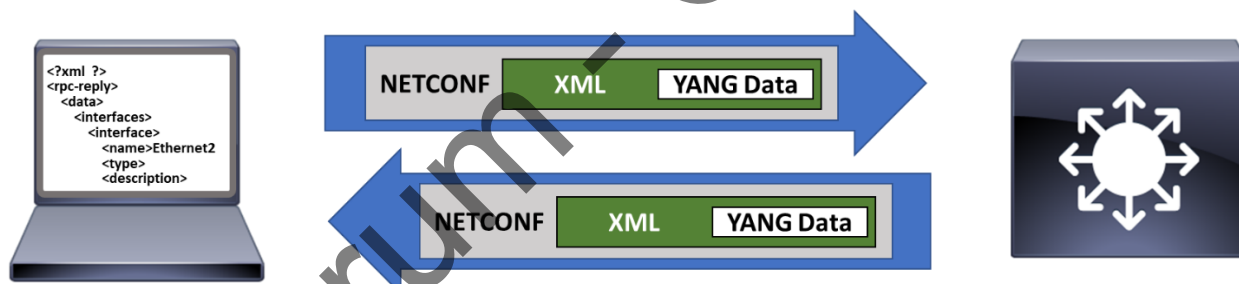 <?xml ?>
<rpc-reply>
<data>
<interfaces>
<interface>
<name>Ethernet2
<type>
<description>
NETCONF XML YANG Data
NETCONF XML YANG Data